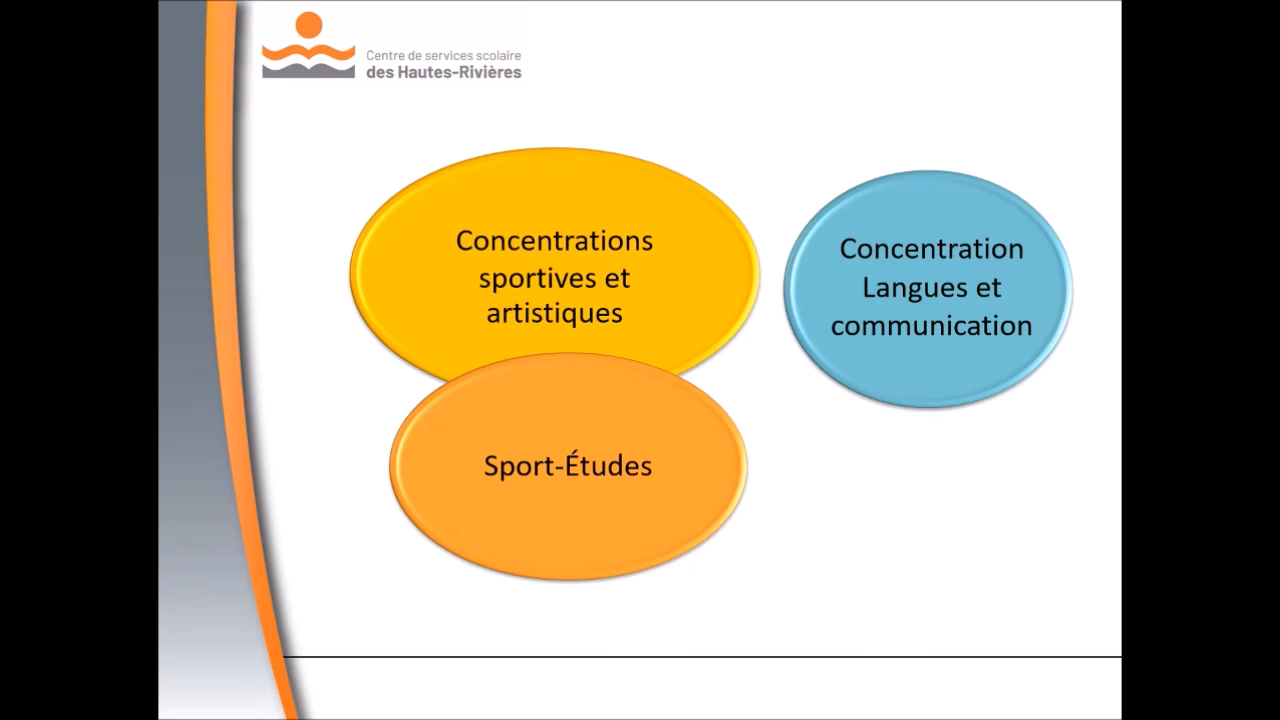 Centre de services scolaire
des Hautes-Rivières
Concentrations
sportives et
artistiques
Concentration
Langues et
communication
Sport-Études